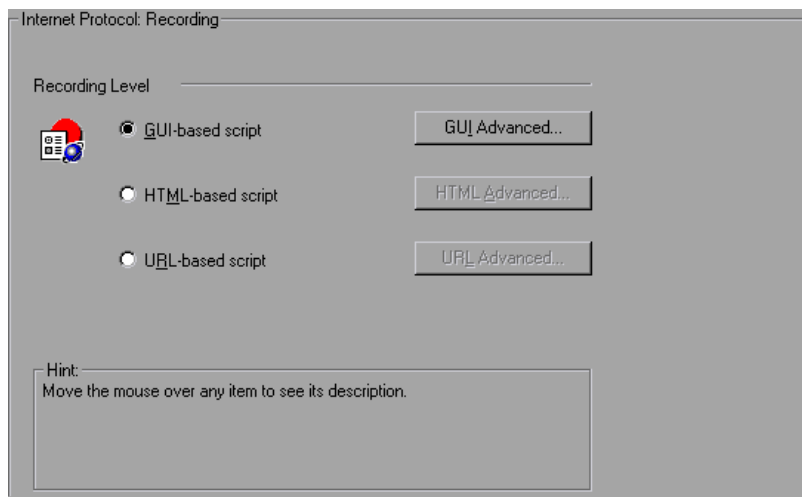 Internet Protocol: Recording
Recording Level
GUI-based script
GUI Advanced...
HTML-based script
HTML Advanced...
URL-based script
URL Advanced...
Hint:
Move the mouse over any item to see its description.